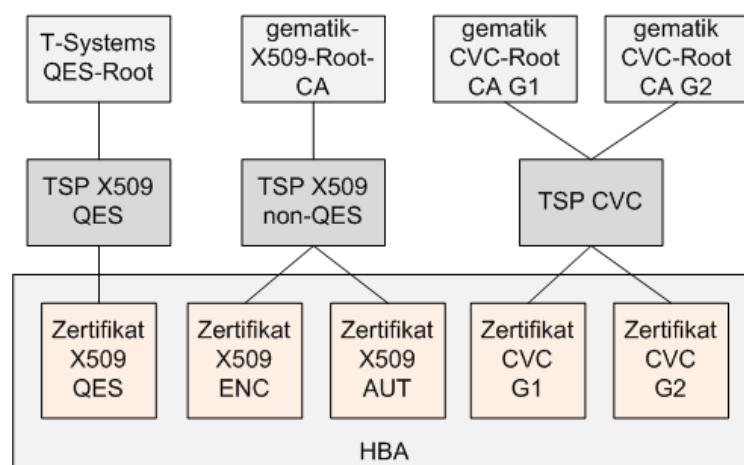 T-Systems
QES-Root
gematik-
X509-Root-
CA
gematik
CVC-Root
CA G1
gematik
CVC-Root
CA G2
TSP X509
QES
TSP X509
non-QES
TSP CVC
Zertifikat
X509
QES
Zertifikat
X509
ENC
Zertifikat
X509
AUT
Zertifikat
CVC
G1
Zertifikat
CVC
G2
HBA